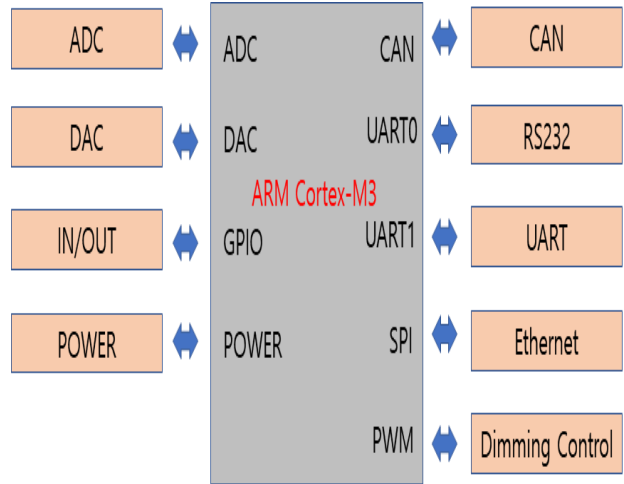 ADC
ADC
CAN
CAN
DAC
DAC
UART0
RS232
ARM Cortex-M3
IN/OUT
GPIO
UART1
UART
POWER
POWER
SPI
Ethernet
PWM
Dimming Control